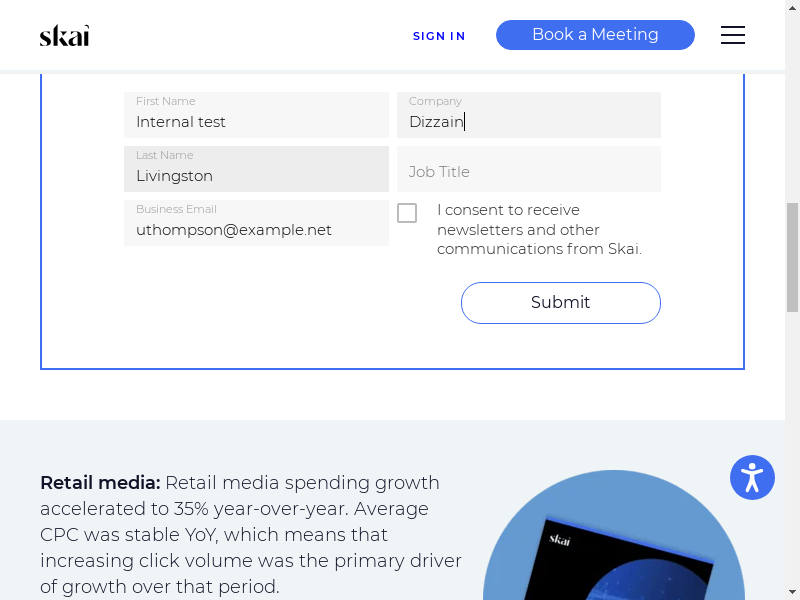 skai
SIGN IN
Book a Meeting
First Name
Internal test
Company
Dizzain
Last Name
Livingston
Job Title
Business Email
uthompson@example.net
I consent to receive
newsletters and other
communications from Skai.
Submit
Retail media: Retail media spending growth
accelerated to 35% year-over-year. Average
CPC was stable YoY, which means that
increasing click volume was the primary driver
of growth over that period.
skai